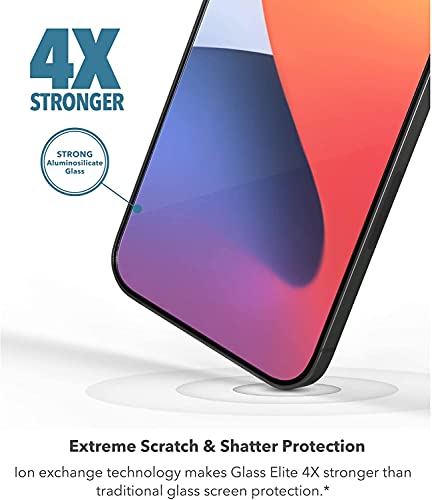 4X
STRONGER
STRONG
Aluminosilicate
Glass
Extreme Scratch & Shatter Protection
Ion exchange technology makes Glass Elite 4X stronger than
traditional glass screen protection.*